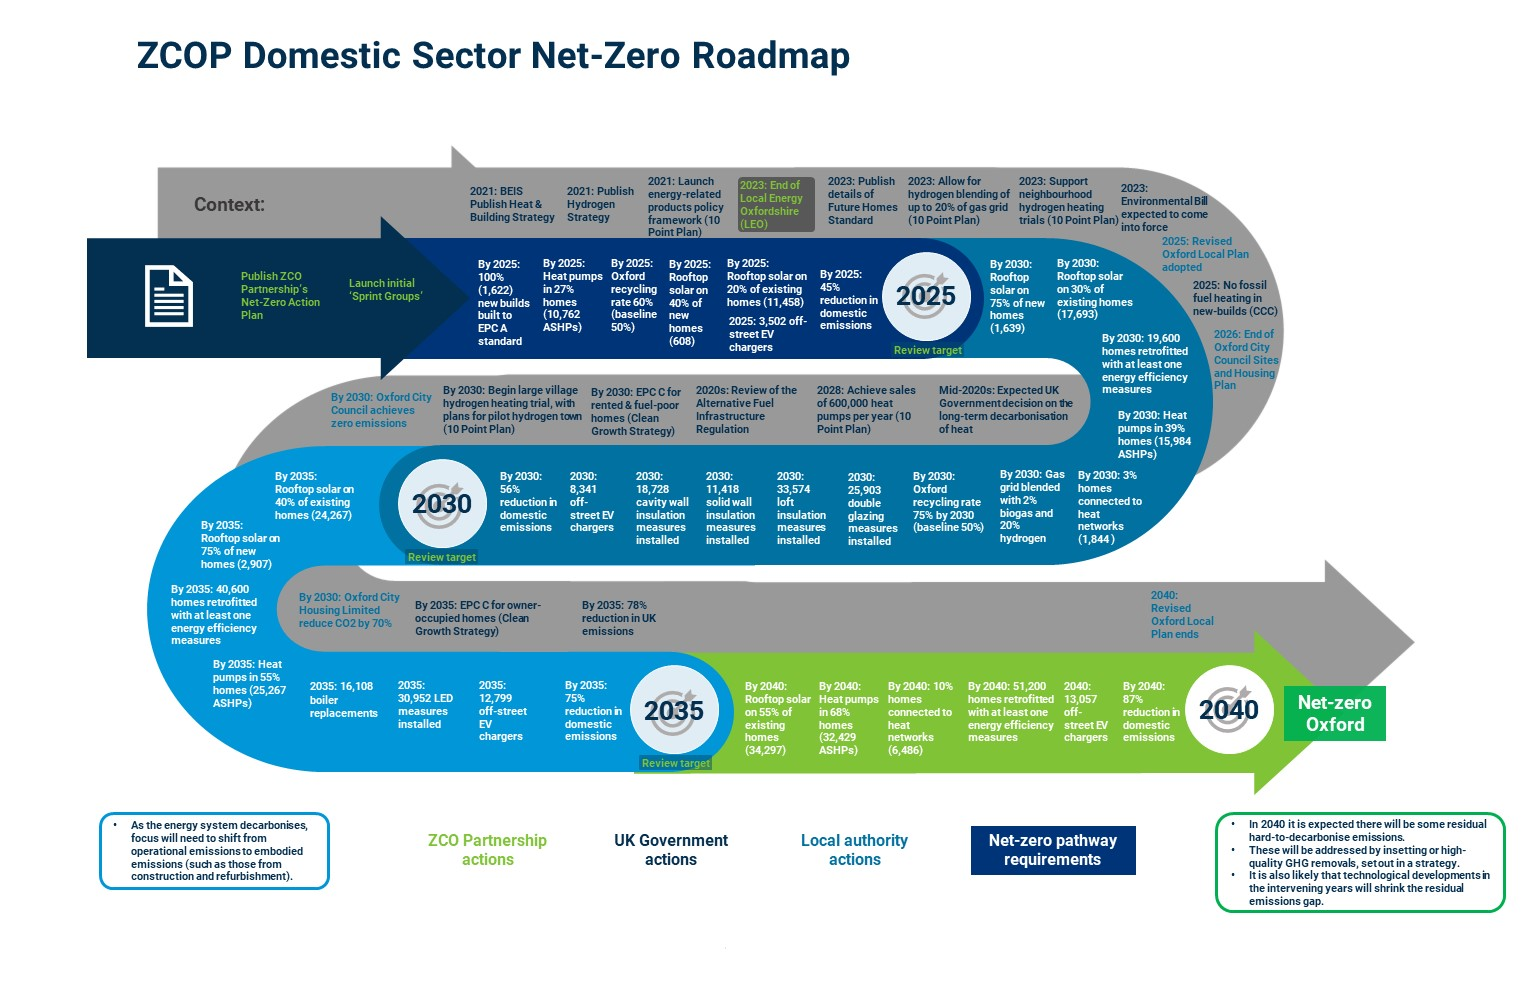 ZCOP Domestic Sector Net-Zero Roadmap
Context:
2021: BEIS
Publish Heat &
Building Strategy
2021: Publish
Hydrogen
Strategy
2021: Launch
energy-related
products policy
framework (10
Point Plan)
2023: End of
Local Energy
Oxfordshire
(LEO)
2023: Publish
details of
Future Homes
Standard
2023: Allow for
hydrogen blending of
up to 20% of gas grid
(10 Point Plan)
2023: Support
neighbourhood
hydrogen heating
trials (10 Point Plan)
2023:
Environmental Bill
expected to come
into force
2025: Revised
Oxford Local Plan
adopted
2025: No fossil
fuel heating in
new-builds (CCC)
2026: End of
Oxford City
Council Sites
and Housing
Plan
Publish ZCO
Partnership's
Net-Zero Action
Plan
Launch initial
'Sprint Groups'
By 2025:
100%
(1,622)
new builds
built to
EPC A
standard
By 2025:
Heat pumps
in 27%
homes
(10,762
ASHPs)
By 2025:
Oxford
recycling
rate 60%
(baseline
50%)
By 2025:
Rooftop
solar on
40% of
new
homes
(608)
By 2025:
Rooftop solar on
20% of existing
homes (11,458)
2025: 3,502 off-
street EV
chargers
By 2025:
45%
reduction in
domestic
emissions
2025
Review target
By 2030:
Rooftop
solar on
75% of new
homes
(1,639)
By 2030:
Rooftop solar
on 30% of
existing homes
(17,693)
By 2030: 19,600
homes retrofitted
with at least one
energy efficiency
measures
By 2030: Heat
pumps in 39%
homes (15,984
ASHPs)
By 2030: Oxford City
Council achieves
zero emissions
By 2030: Begin large village
hydrogen heating trial, with
plans for pilot hydrogen town
(10 Point Plan)
By 2030: EPC C for
rented & fuel-poor
homes (Clean
Growth Strategy)
2020s: Review of the
Alternative Fuel
Infrastructure
Regulation
2028: Achieve sales
of 600,000 heat
pumps per year (10
Point Plan)
Mid-2020s: Expected UK
Government decision on the
long-term decarbonisation
of heat
By 2035:
Rooftop solar on
40% of existing
homes (24,267)
By 2035:
Rooftop solar on
75% of new
homes (2,907)
By 2035: 40,600
homes retrofitted
with at least one
energy efficiency
measures
By 2035: Heat
pumps in 55%
homes (25,267
ASHPs)
2030
Review target
By 2030:
56%
reduction in
domestic
emissions
2030:
8,341
off-
street EV
chargers
2030:
18,728
cavity wall
insulation
measures
installed
2030:
11,418
solid wall
insulation
measures
installed
2030:
33,574
loft
insulation
measures
installed
2030:
25,903
double
glazing
measures
installed
By 2030:
Oxford
recycling rate
75% by 2030
(baseline 50%)
By 2030: Gas
grid blended
with 2%
biogas and
20%
hydrogen
By 2030: 3%
homes
connected to
heat
networks
(1,844 )
By 2030: Oxford City
Housing Limited
reduce CO2 by 70%
By 2035: EPC C for owner-
occupied homes (Clean
Growth Strategy)
By 2035: 78%
reduction in UK
emissions
2040:
Revised
Oxford Local
Plan ends
2035: 16,108
boiler
replacements
2035:
30,952 LED
measures
installed
2035:
12,799
off-street
EV
chargers
By 2035:
75%
reduction in
domestic
emissions
2035
Review target
By 2040:
Rooftop solar
on 55% of
existing
homes
(34,297)
By 2040:
Heat pumps
in 68%
homes
(32,429
ASHPs)
By 2040: 10%
homes
connected to
heat
networks
(6,486)
By 2040: 51,200
homes retrofitted
with at least one
energy efficiency
measures
2040:
13,057
off-
street EV
chargers
By 2040:
87%
reduction in
domestic
emissions
2040
Net-zero
Oxford
• As the energy system decarbonises,
focus will need to shift from
operational emissions to embodied
emissions (such as those from
construction and refurbishment).
ZCO Partnership
actions
UK Government
actions
Local authority
actions
Net-zero pathway
requirements
• In 2040 it is expected there will be some residual
hard-to-decarbonise emissions.
• These will be addressed by insetting or high-
quality GHG removals, set out in a strategy.
• It is also likely that technological developments in
the intervening years will shrink the residual
emissions gap.